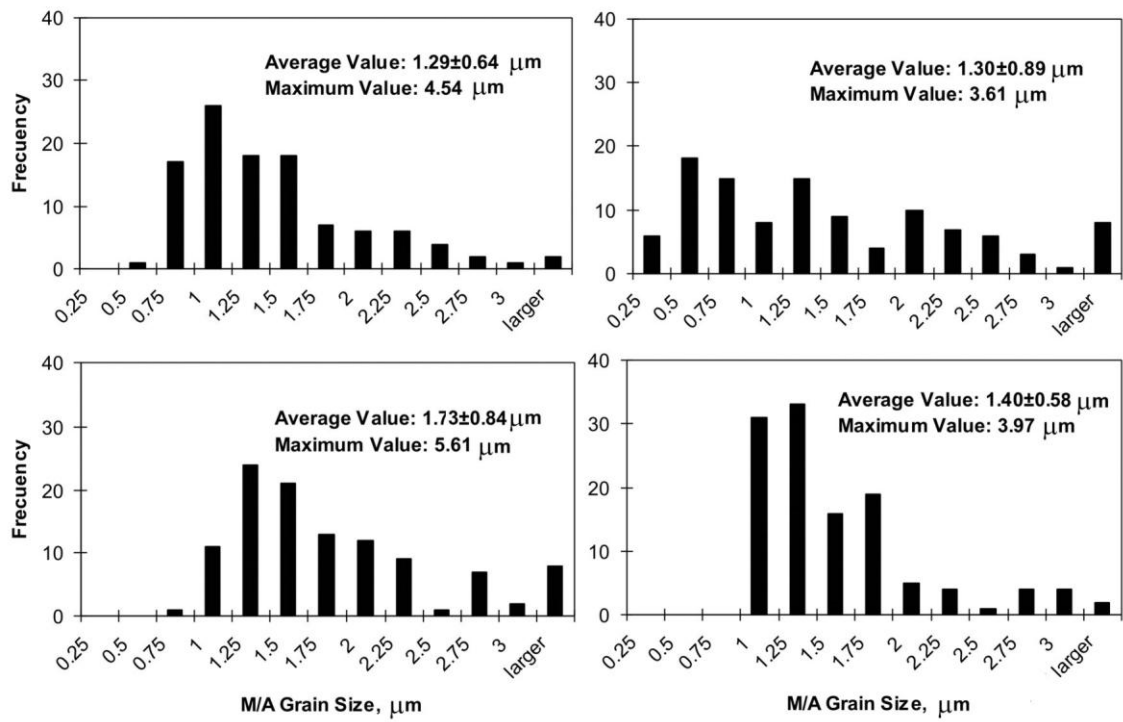 40
30
20
10
0
Frecuency
Average Value: 1.29±0.64 μm
Maximum Value: 4.54 μm
0.25 0.5 0.75 1 1.25 1.5 1.75 2 2.25 2.5 2.75 3 larger
40
30
20
10
0
Average Value: 1.30±0.89 μm
Maximum Value: 3.61 μm
0.25 0.5 0.75 1 1.25 1.5 1.75 2 2.25 2.5 2.75 3 larger
40
30
20
10
0
Frecuency
Average Value: 1.73±0.84 μm
Maximum Value: 5.61 μm
0.25 0.5 0.75 1 1.25 1.5 1.75 2 2.25 2.5 2.75 3 larger
M/A Grain Size, μm
40
30
20
10
0
Average Value: 1.40±0.58 μm
Maximum Value: 3.97 μm
0.25 0.5 0.75 1 1.25 1.5 1.75 2 2.25 2.5 2.75 3 larger
M/A Grain Size, μm